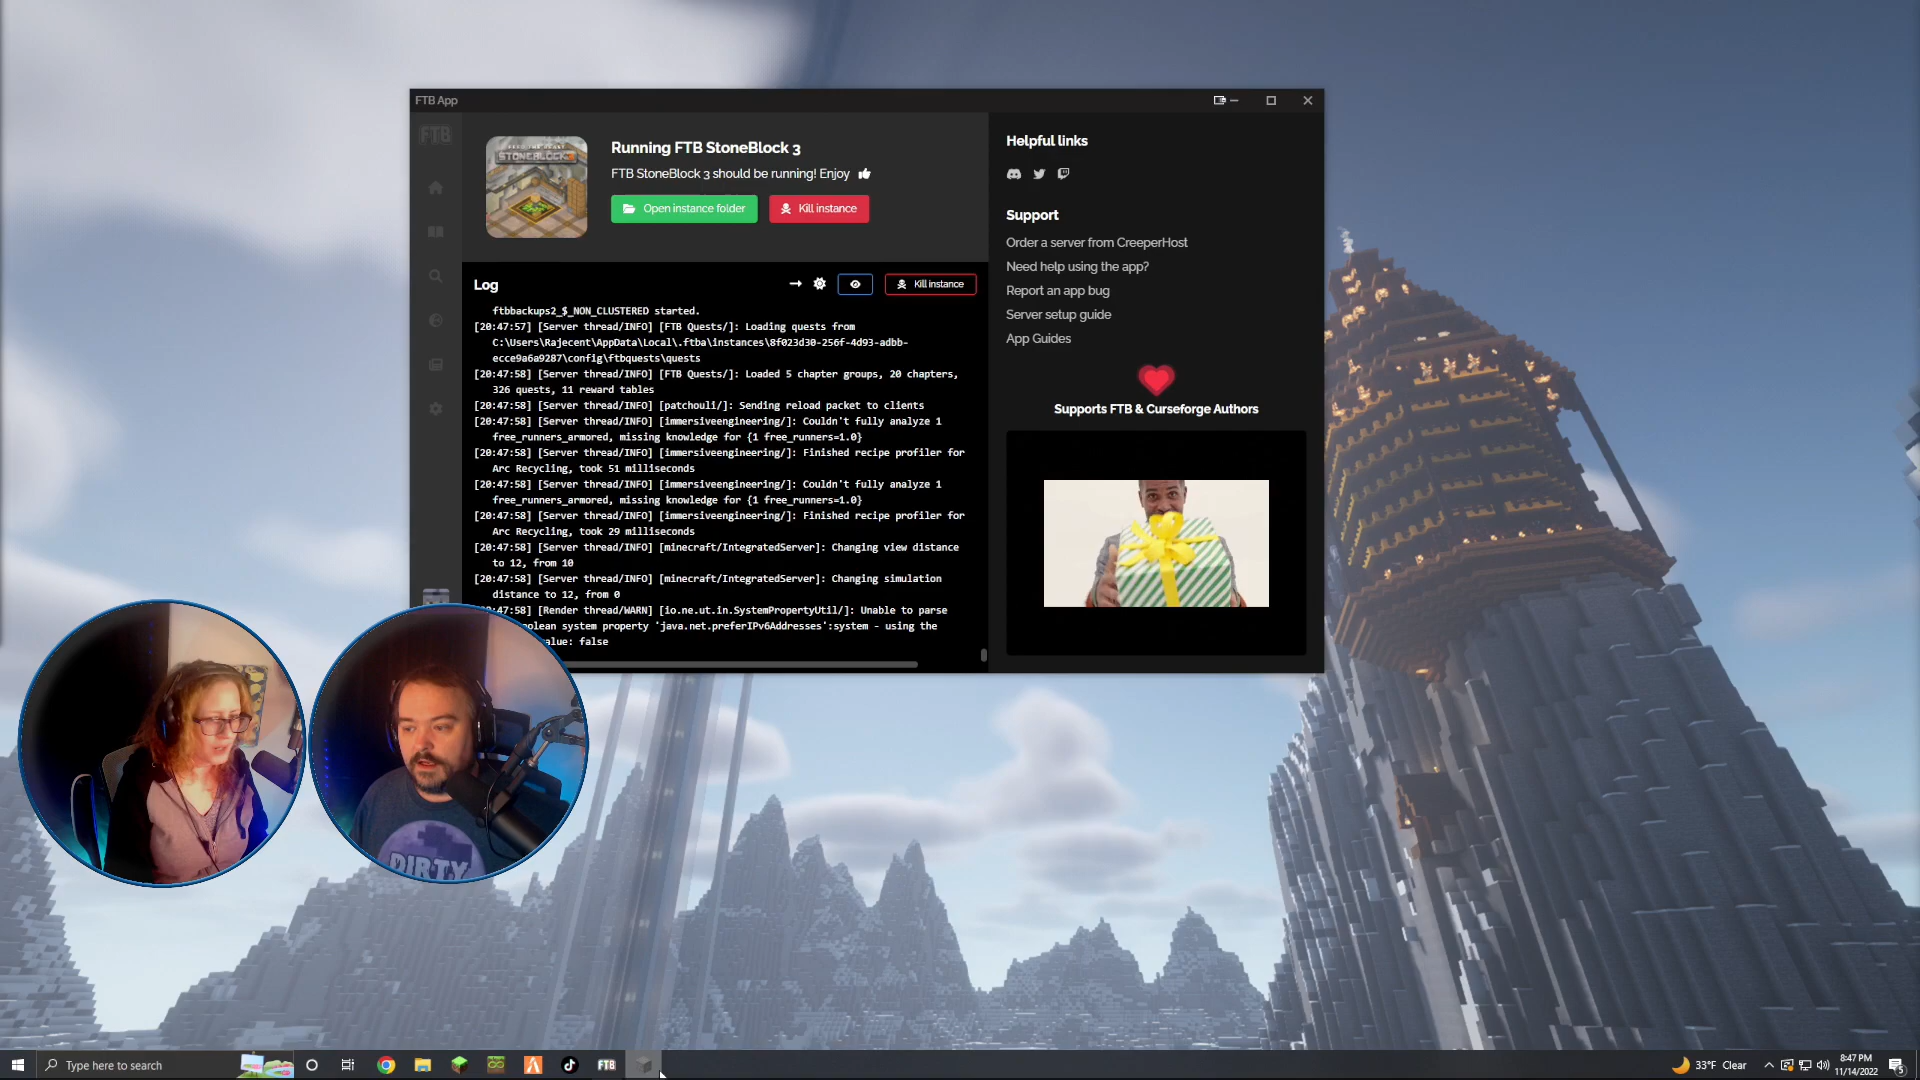 FTB App
FTB
STONEBLOCK 3
Running FTB StoneBlock 3
FTB StoneBlock 3 should be running! Enjoy
Open instance folder
Kill instance
Log
Kill instance
ftbbackups2_$_NON_CLUSTERED started.
[20:47:57] [Server thread/INFO] [FTB Quests/]: Loading quests from
C:\Users\Rajecent\AppData\Local\.ftba\instances\8f023d30-256f-4d93-adbb-
ecce9a6a9287\config\ftbquests\quests
[20:47:58] [Server thread/INFO] [FTB Quests/]: Loaded 5 chapter groups, 20 chapters,
326 quests, 11 reward tables
[20:47:58] [Server thread/INFO] [patchouli/]: Sending reload packet to clients
[20:47:58] [Server thread/INFO] [immersiveengineering/]: Couldn't fully analyze 1
free_runners_armored, missing knowledge for {1 free_runners=1.0}
[20:47:58] [Server thread/INFO] [immersiveengineering/]: Finished recipe profiler for
Arc Recycling, took 51 milliseconds
[20:47:58] [Server thread/INFO] [immersiveengineering/]: Couldn't fully analyze 1
free_runners_armored, missing knowledge for {1 free_runners=1.0}
[20:47:58] [Server thread/INFO] [immersiveengineering/]: Finished recipe profiler for
Arc Recycling, took 29 milliseconds
[20:47:58] [Server thread/INFO] [minecraft/IntegratedServer]: Changing view distance
to 12, from 10
[20:47:58] [Server thread/INFO] [minecraft/IntegratedServer]: Changing simulation
distance to 12, from 0
:47:58] [Render thread/WARN] [io.ne.ut.in.SystemPropertyUtil/]: Unable to parse
olean system property 'java.net.preferIPv6Addresses':system - using the
alue: false
Helpful links
Support
Order a server from CreeperHost
Need help using the app?
Report an app bug
Server setup guide
App Guides
Supports FTB & Curseforge Authors
DIRTY
Type here to search
FTB
33°F Clear
8:47 PM
11/14/2022
5